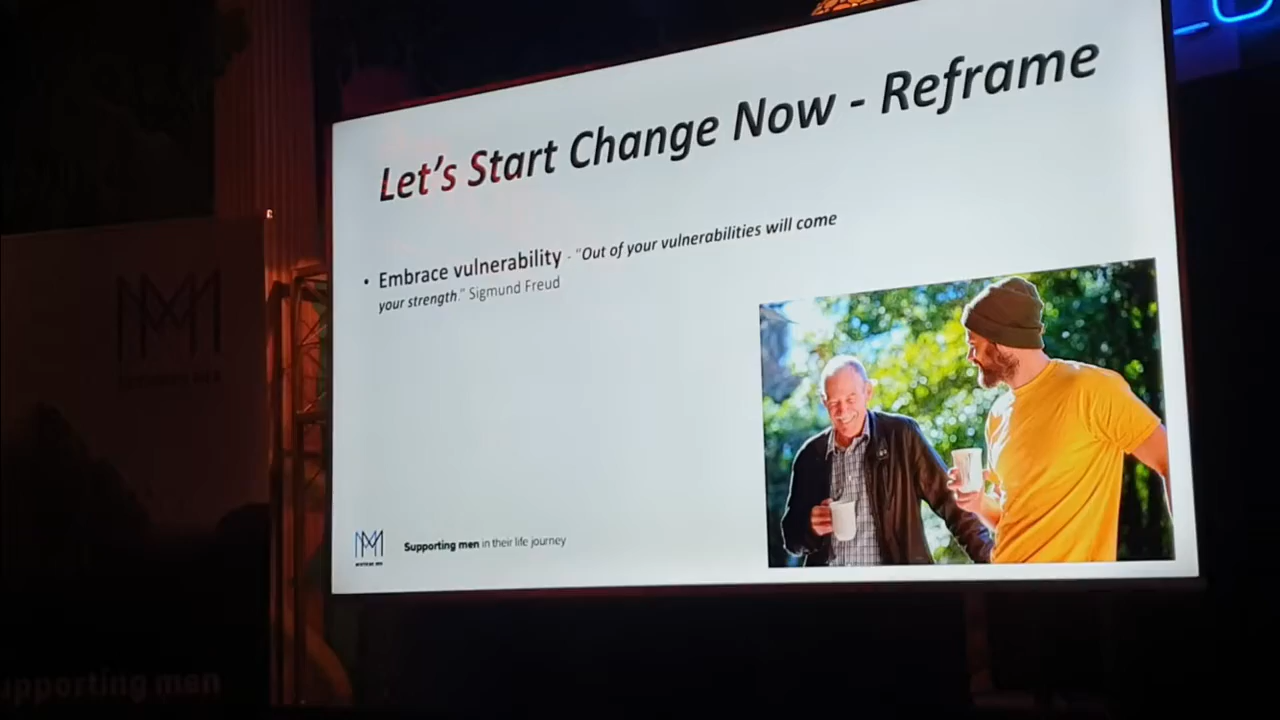 Let's Start Change Now - Reframe
• Embrace vulnerability - "Out of your vulnerabilities will come
your strength." Sigmund Freud
Supporting men in their life journey
upporting men